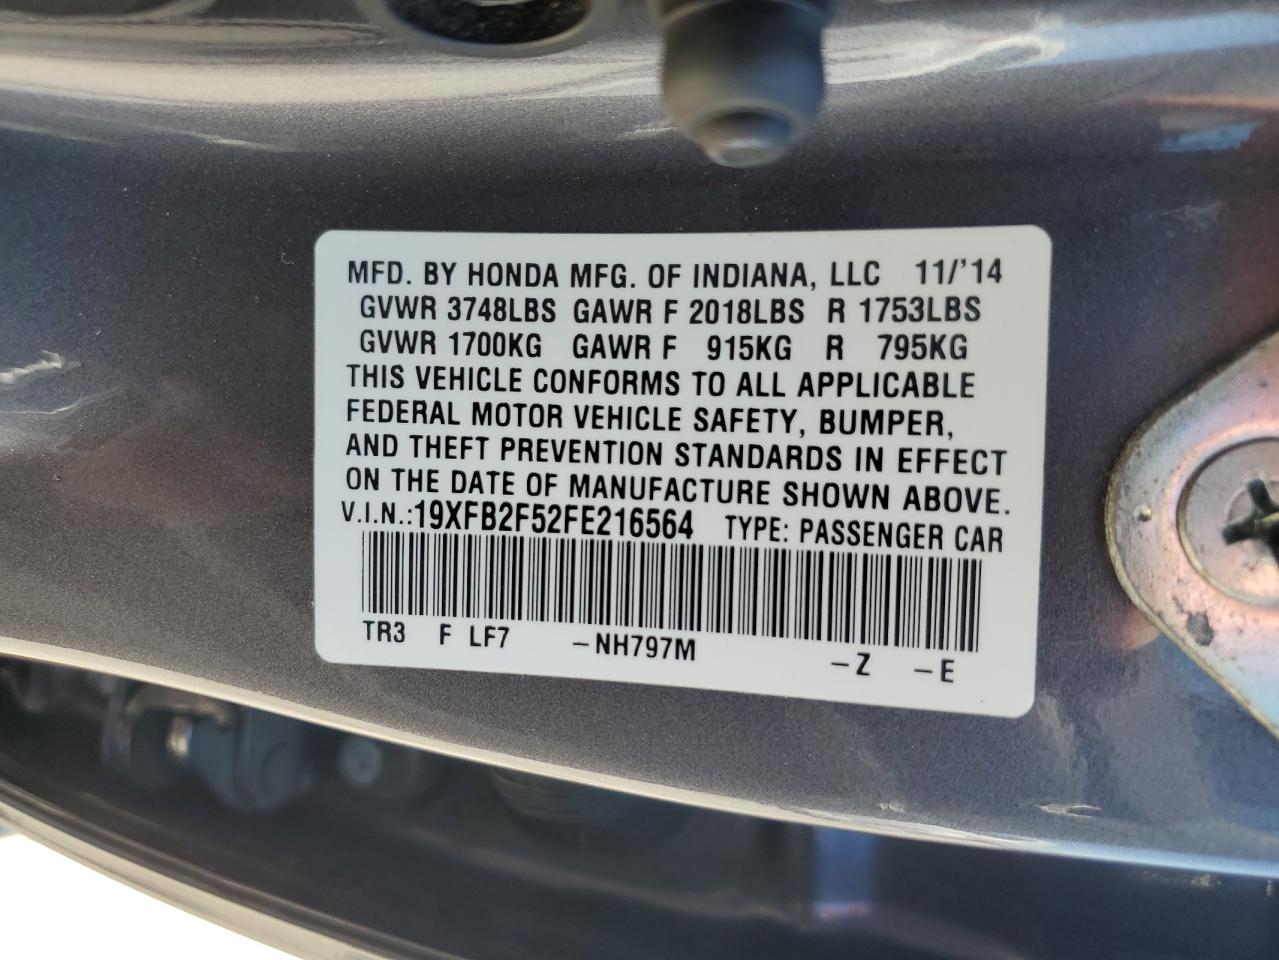 MFD. BY HONDA MFG. OF INDIANA, LLC 11/'14
GVWR 3748LBS GAWR F 2018LBS R 1753LBS
GVWR 1700KG GAWR F 915KG R 795KG
THIS VEHICLE CONFORMS TO ALL APPLICABLE
FEDERAL MOTOR VEHICLE SAFETY, BUMPER,
AND THEFT PREVENTION STANDARDS IN EFFECT
ON THE DATE OF MANUFACTURE SHOWN ABOVE.
V.I.N.:19XFB2F52FE216564 TYPE: PASSENGER CAR
TR3 F LF7 –NH797M –Z –E